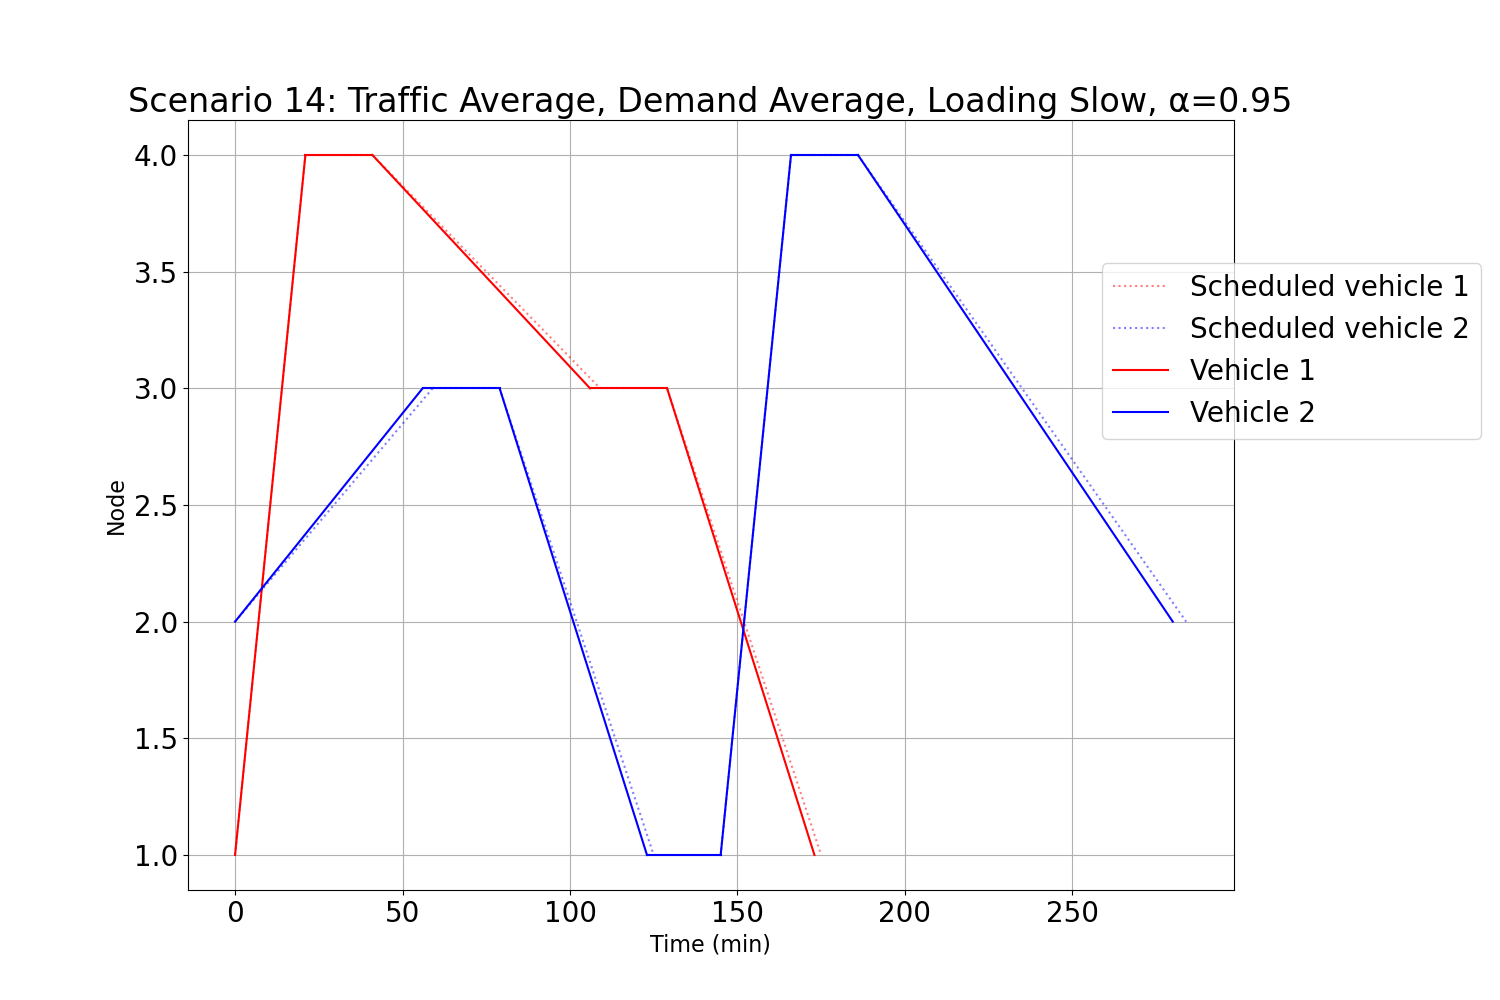 Scenario 14: Traffic Average, Demand Average, Loading Slow, α=0.95
4.0
3.5
3.0
2.5
2.0
1.5
1.0
Node
Scheduled vehicle 1
Scheduled vehicle 2
Vehicle 1
Vehicle 2
0 50 100 150 200 250
Time (min)